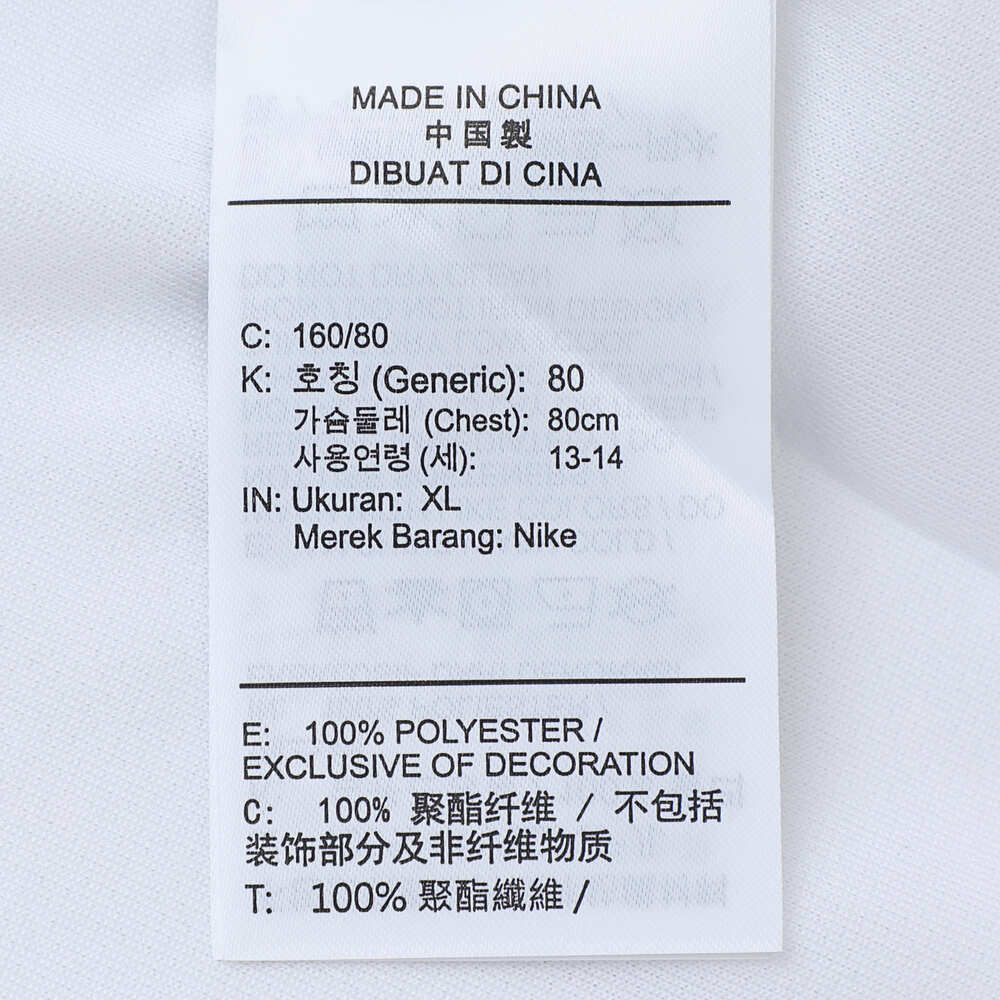 MADE IN CHINA
中国製
DIBUAT DI CINA
C: 160/80
K: 호칭 (Generic): 80
가슴둘레 (Chest): 80cm
사용연령 (세): 13-14
IN: Ukuran: XL
Merek Barang: Nike
E: 100% POLYESTER /
EXCLUSIVE OF DECORATION
C: 100% 聚酯纤维 / 不包括
装饰部分及非纤维物质
T: 100% 聚酯纖維 /